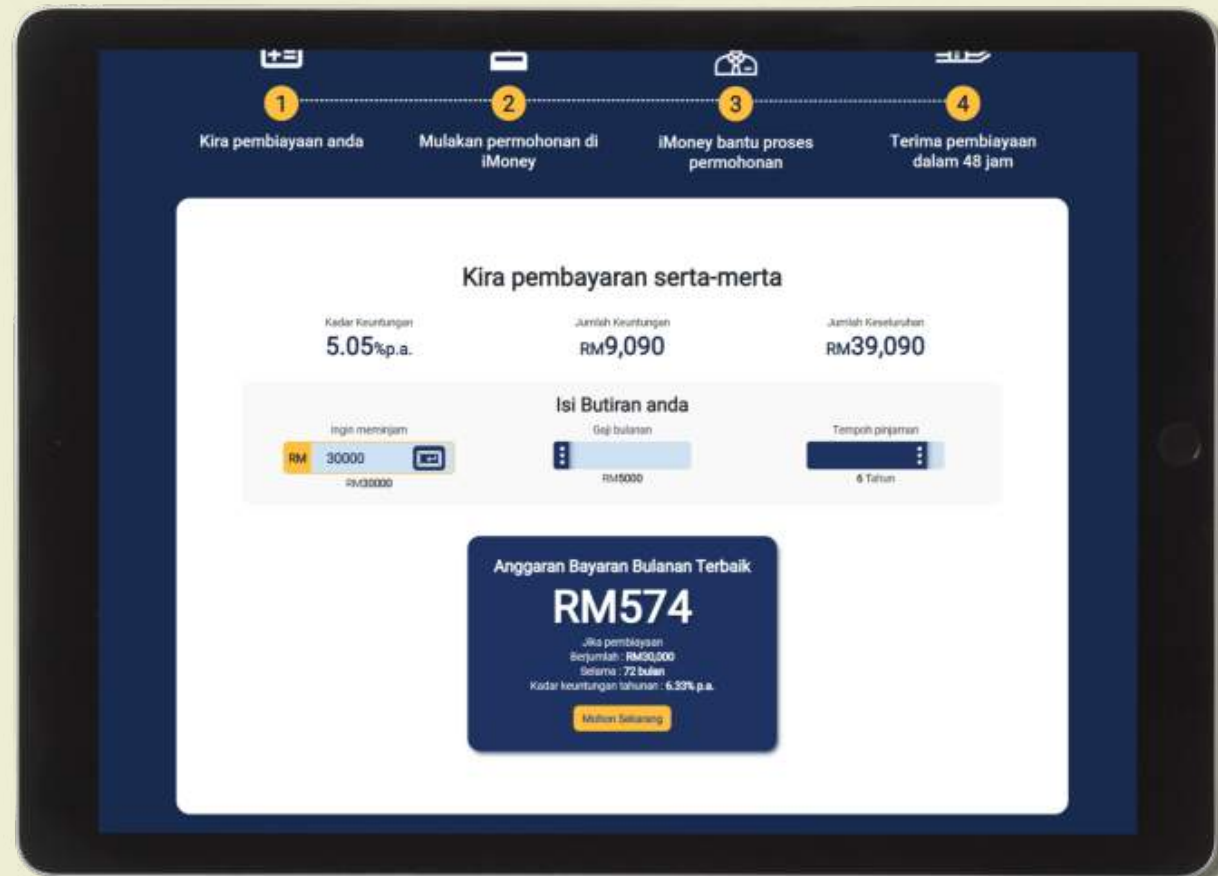 1
2
3
4
Kira pembiayaan anda
Mulakan permohonan di
iMoney
iMoney bantu proses
permohonan
Terima pembiayaan
dalam 48 jam
Kira pembayaran serta-merta
Kadar Keuntungan
5.05%p.a.
Jumlah Keuntungan
RM9,090
Jumlah Keseluruhan
RM39,090
Isi Butiran anda
Ingin meminjam
RM 30000
RM30000
Gaji bulanan
RM5000
Tempoh pinjaman
6 Tahun
Anggaran Bayaran Bulanan Terbaik
RM574
Jika pembiayaan
Berjumlah : RM30,000
Selama : 72 bulan
Kadar keuntungan tahunan : 6.33% p.a.
Mohon Sekarang